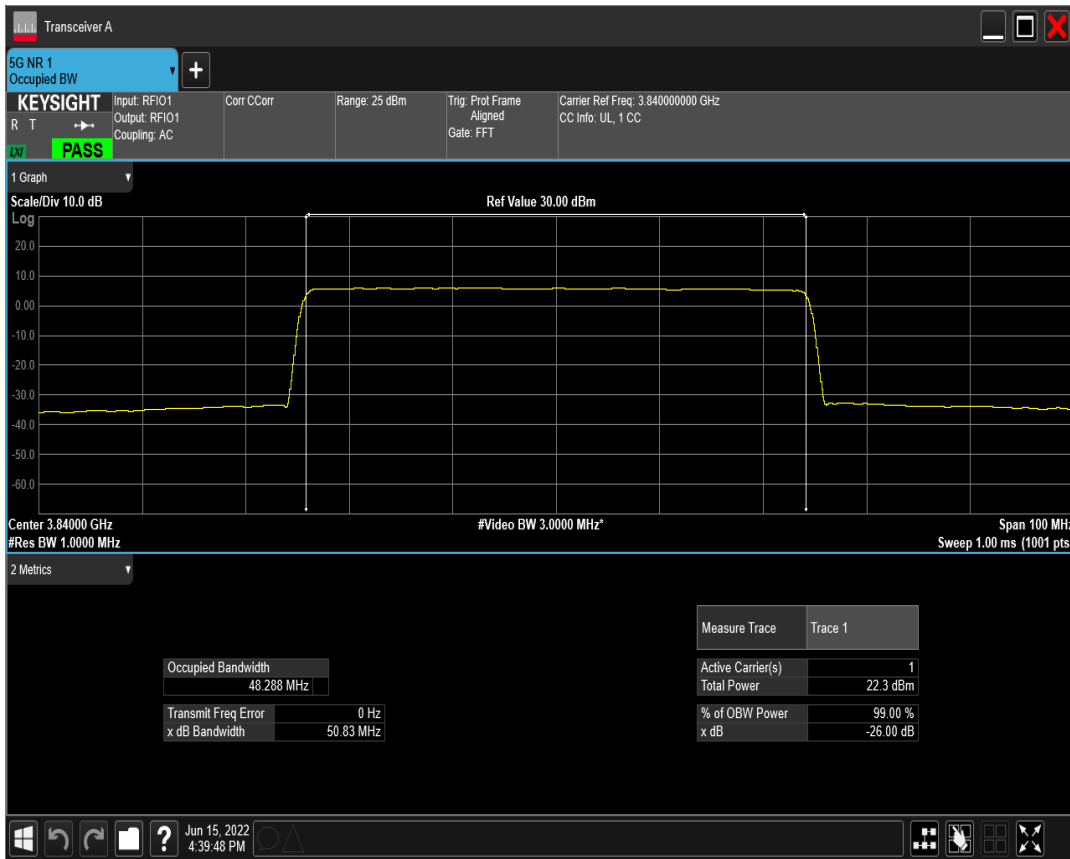 Transceiver A
5G NR 1
Occupied BW
+
KEYSIGHT
R T
LXI
PASS
Input: RFIO1
Output: RFIO1
Coupling: AC
Corr CCorr
Range: 25 dBm
Trig: Prot Frame
Aligned
Gate: FFT
Carrier Ref Freq: 3.840000000 GHz
CC Info: UL, 1 CC
1 Graph
Scale/Div 10.0 dB
Ref Value 30.00 dBm
Log
20.0
10.0
0.00
-10.0
-20.0
-30.0
-40.0
-50.0
-60.0
Center 3.84000 GHz
#Video BW 3.0000 MHz*
Span 100 MHz
#Res BW 1.0000 MHz
Sweep 1.00 ms (1001 pts
2 Metrics
Measure Trace Trace 1
Occupied Bandwidth
48.288 MHz
Active Carrier(s) 1
Total Power 22.3 dBm
Transmit Freq Error 0 Hz
x dB Bandwidth 50.83 MHz
% of OBW Power 99.00 %
x dB -26.00 dB
?
Jun 15, 2022
4:39:48 PM